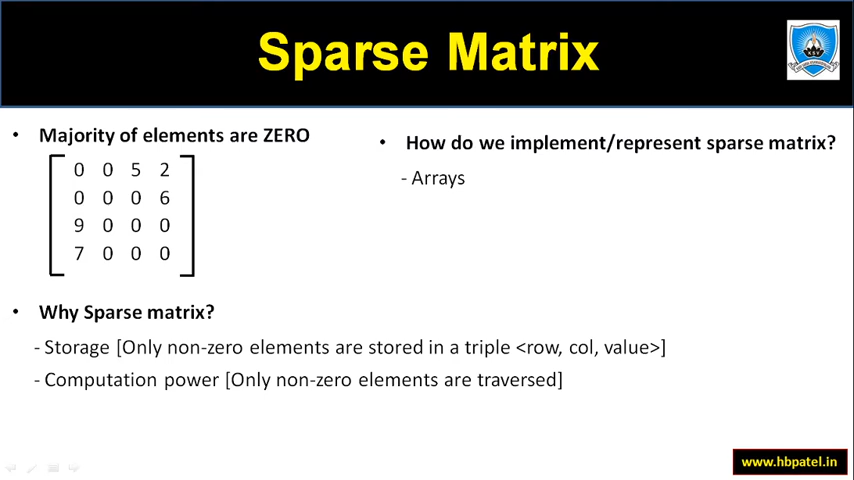 Sparse Matrix
• Majority of elements are ZERO
0 0 5 2
0 0 0 6
9 0 0 0
7 0 0 0
• How do we implement/represent sparse matrix?
- Arrays
• Why Sparse matrix?
- Storage [Only non-zero elements are stored in a triple <row, col, value>]
- Computation power [Only non-zero elements are traversed]
www.hbpatel.in